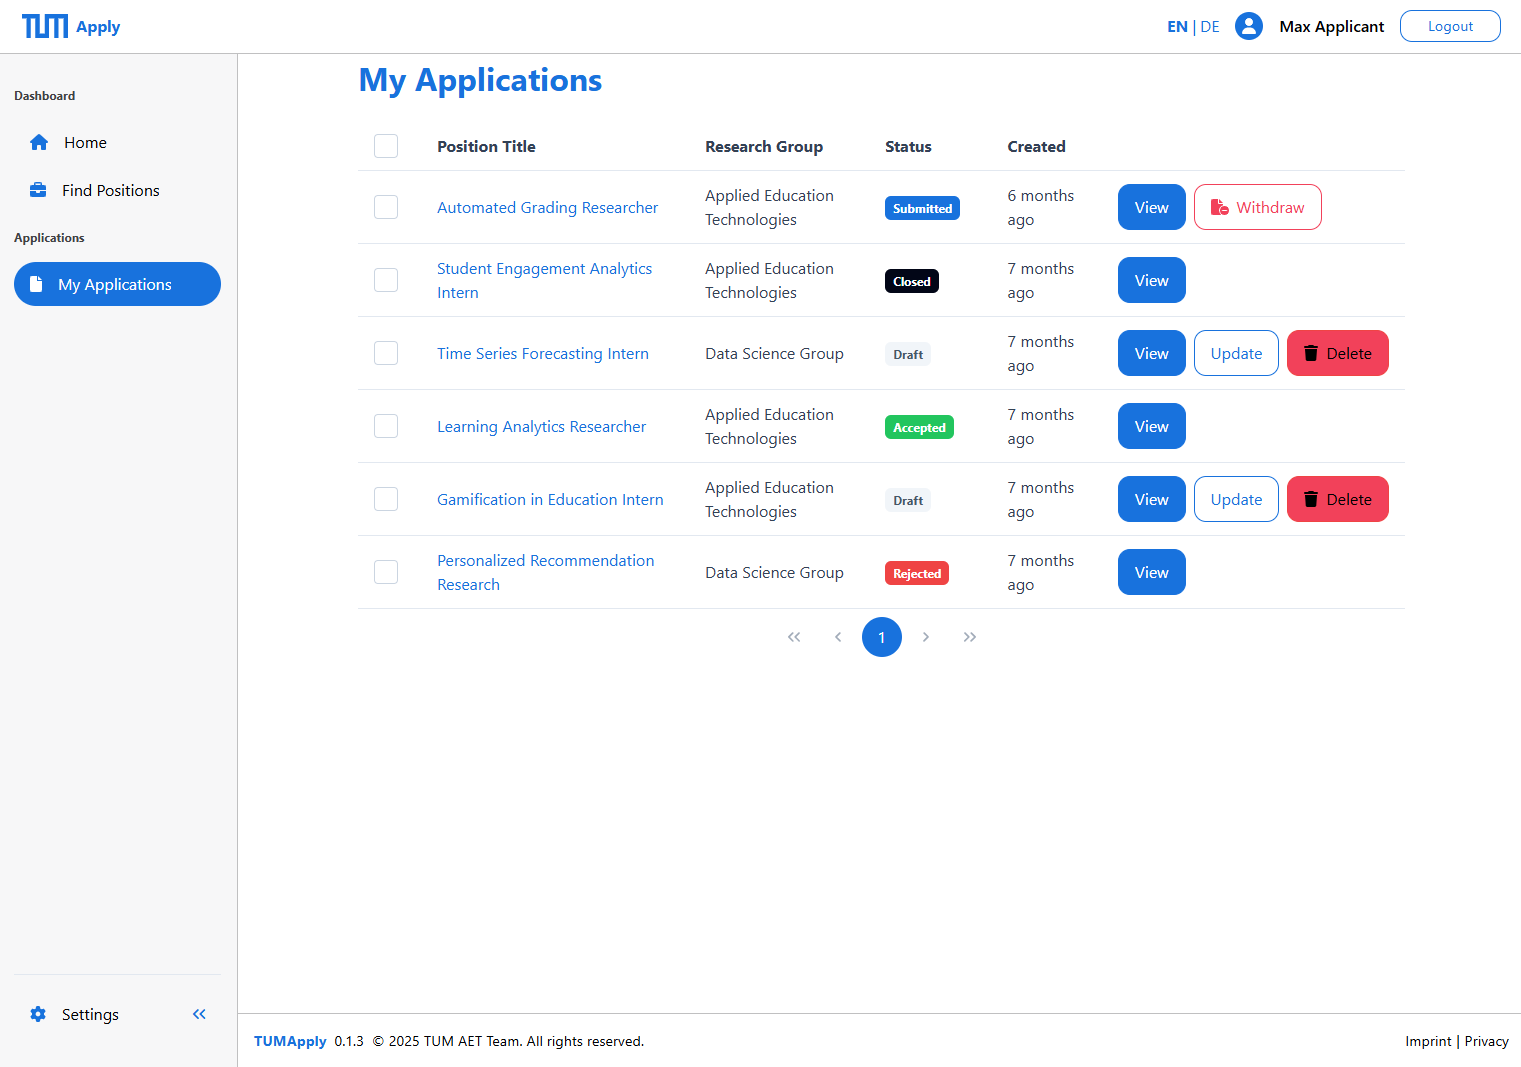 TUM Apply
EN | DE
Max Applicant
Logout
Dashboard
Home
Find Positions
Applications
My Applications
Settings
My Applications
Position Title Research Group Status Created
Automated Grading Researcher
Applied Education
Technologies
Submitted
6 months
ago
View
Withdraw
Student Engagement Analytics
Intern
Applied Education
Technologies
Closed
7 months
ago
View
Time Series Forecasting Intern
Data Science Group
Draft
7 months
ago
View
Update
Delete
Learning Analytics Researcher
Applied Education
Technologies
Accepted
7 months
ago
View
Gamification in Education Intern
Applied Education
Technologies
Draft
7 months
ago
View
Update
Delete
Personalized Recommendation
Research
Data Science Group
Rejected
7 months
ago
View
1
TUMApply 0.1.3 © 2025 TUM AET Team. All rights reserved.
Imprint | Privacy